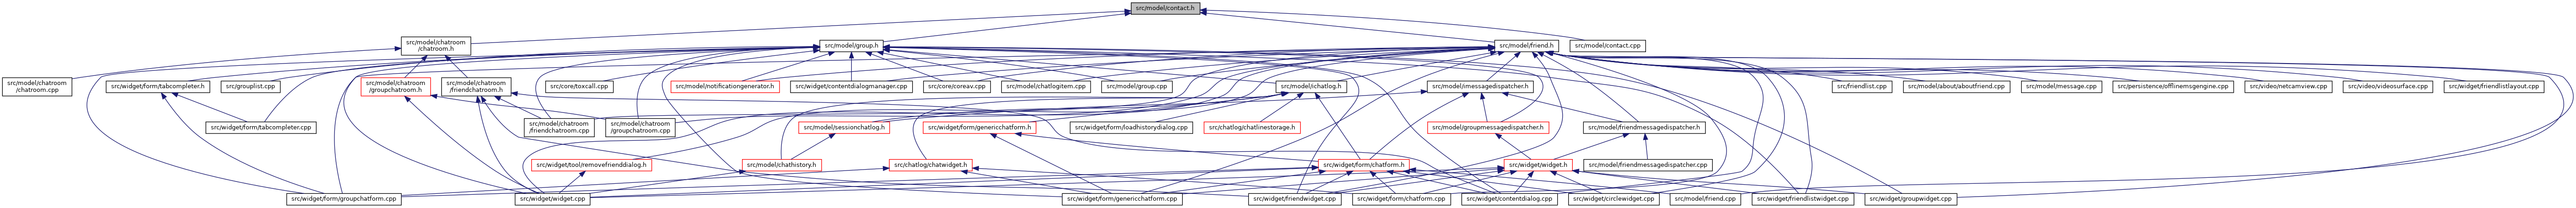 src/model/contact.h
src/model/chatroom
/chatroom.h
src/model/group.h
src/model/friend.h
src/model/contact.cpp
src/model/chatroom
/chatroom.cpp
src/widget/form/tabcompleter.h
src/grouplist.cpp
src/model/chatroom
/groupchatroom.h
src/model/chatroom
/friendchatroom.h
src/core/toxcall.cpp
src/model/notificationgenerator.h
src/widget/contentdialogmanager.cpp
src/core/coreav.cpp
src/model/chatlogitem.cpp
src/model/group.cpp
src/model/ichatlog.h
src/model/imessagedispatcher.h
src/friendlist.cpp
src/model/about/aboutfriend.cpp
src/model/message.cpp
src/persistence/offlinemsgengine.cpp
src/video/netcamview.cpp
src/video/videosurface.cpp
src/widget/friendlistlayout.cpp
src/widget/form/tabcompleter.cpp
src/model/chatroom
/friendchatroom.cpp
src/model/chatroom
/groupchatroom.cpp
src/model/sessionchatlog.h
src/widget/form/genericchatform.h
src/widget/form/loadhistorydialog.cpp
src/chatlog/chatlinestorage.h
src/model/groupmessagedispatcher.h
src/model/friendmessagedispatcher.h
src/widget/tool/removefrienddialog.h
src/model/chathistory.h
src/chatlog/chatwidget.h
src/widget/form/chatform.h
src/widget/widget.h
src/model/friendmessagedispatcher.cpp
src/widget/form/groupchatform.cpp
src/widget/widget.cpp
src/widget/form/genericchatform.cpp
src/widget/friendwidget.cpp
src/widget/form/chatform.cpp
src/widget/contentdialog.cpp
src/widget/circlewidget.cpp
src/model/friend.cpp
src/widget/friendlistwidget.cpp
src/widget/groupwidget.cpp